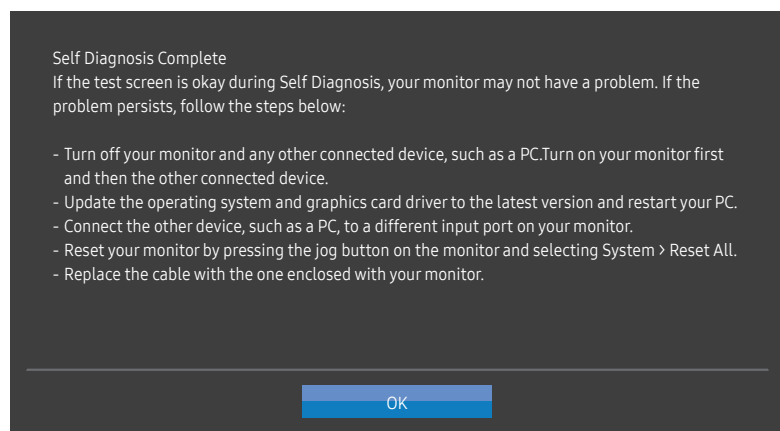 Self Diagnosis Complete
If the test screen is okay during Self Diagnosis, your monitor may not have a problem. If the
problem persists, follow the steps below:
- Turn off your monitor and any other connected device, such as a PC.Turn on your monitor first
and then the other connected device.
- Update the operating system and graphics card driver to the latest version and restart your PC.
- Connect the other device, such as a PC, to a different input port on your monitor.
- Reset your monitor by pressing the jog button on the monitor and selecting System > Reset All.
- Replace the cable with the one enclosed with your monitor.
OK